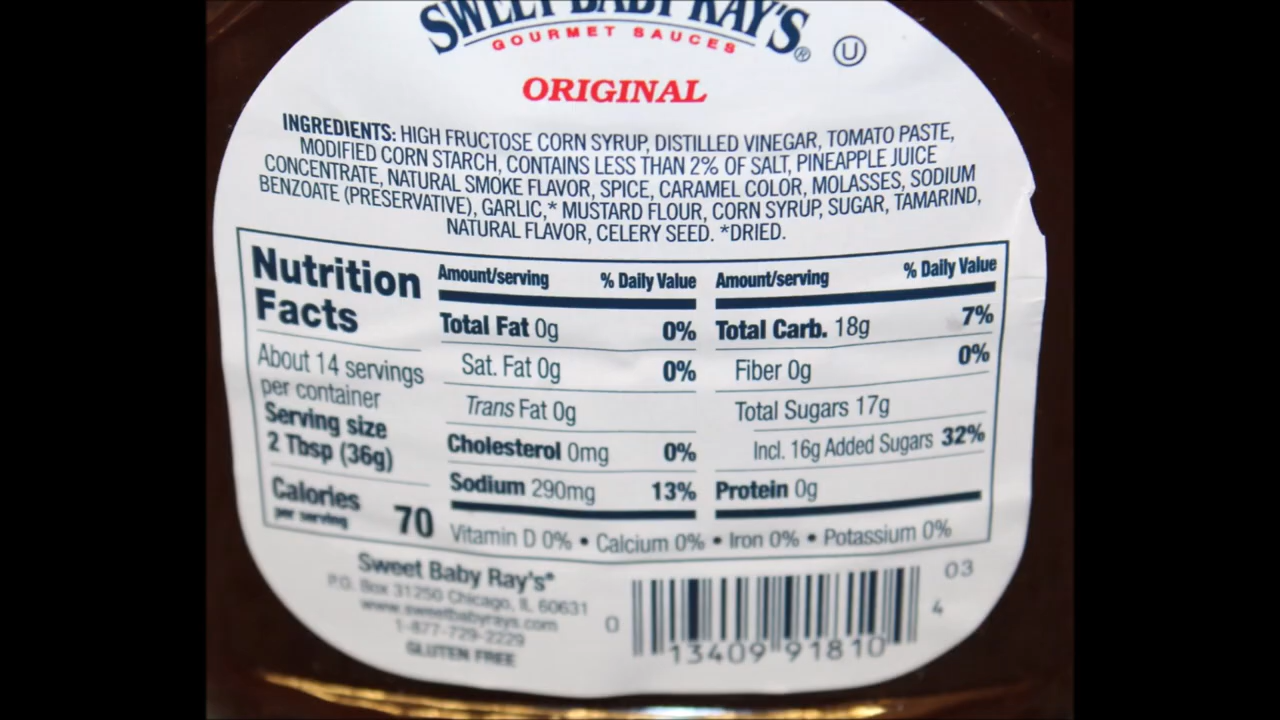 SWEET BABY RAY'S®
GOURMET SAUCES
U
ORIGINAL
INGREDIENTS: HIGH FRUCTOSE CORN SYRUP, DISTILLED VINEGAR, TOMATO PASTE,
MODIFIED CORN STARCH, CONTAINS LESS THAN 2% OF SALT, PINEAPPLE JUICE
CONCENTRATE, NATURAL SMOKE FLAVOR, SPICE, CARAMEL COLOR, MOLASSES, SODIUM
BENZOATE (PRESERVATIVE), GARLIC,* MUSTARD FLOUR, CORN SYRUP, SUGAR, TAMARIND,
NATURAL FLAVOR, CELERY SEED. *DRIED.
Nutrition
Facts
About 14 servings
per container
Serving size
2 Tbsp (36g)
Calories
per serving
70
Amount/serving % Daily Value
Total Fat 0g 0%
Sat. Fat 0g 0%
Trans Fat 0g
Cholesterol 0mg 0%
Sodium 290mg 13%
Amount/serving % Daily Value
Total Carb. 18g 7%
Fiber 0g 0%
Total Sugars 17g
Incl. 16g Added Sugars 32%
Protein 0g
Vitamin D 0% • Calcium 0% • Iron 0% • Potassium 0%
Sweet Baby Ray's®
P.O. Box 31250 Chicago, IL 60631
www.sweetbabyrays.com
1-877-729-2229
GLUTEN FREE
0 13409 91810 4
03